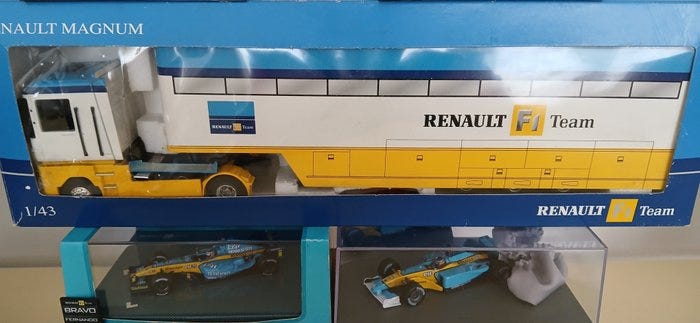 NAULT MAGNUM
RENAULT F1 Team
RENAULT F1 Team
1/43
RENAULT F1 Team
BRAVO
FERNANDO